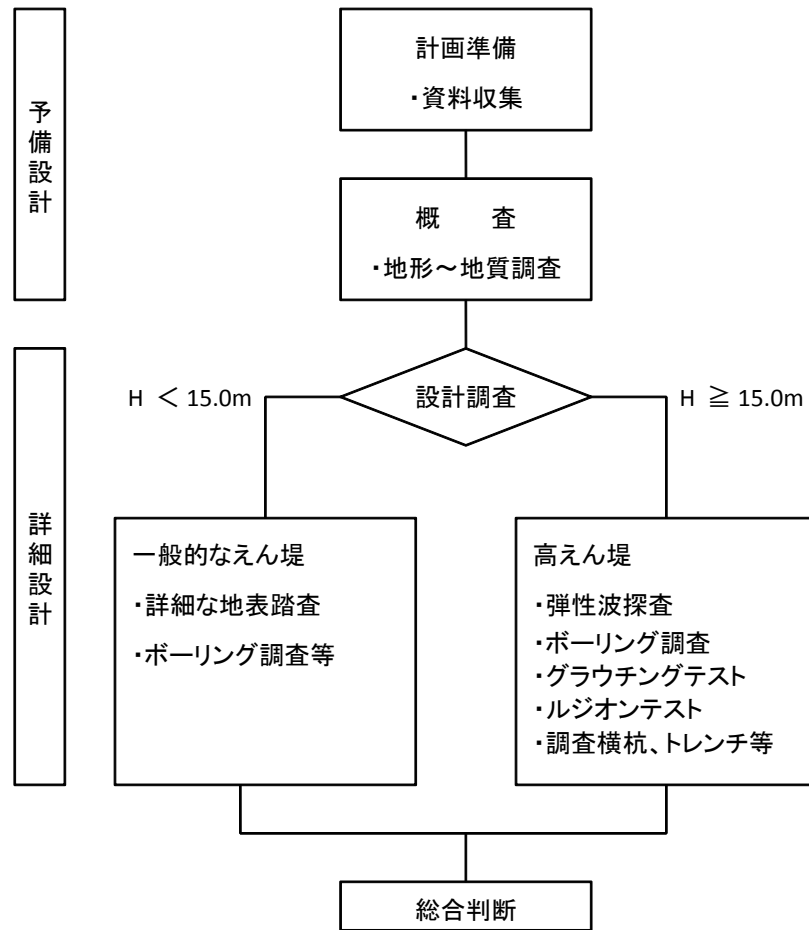 予備設計
計画準備
・資料収集
概　　査
・地形～地質調査
詳細設計
設計調査
H ＜ 15.0m
H ≧ 15.0m
一般的なえん堤
・詳細な地表踏査
・ボーリング調査等
高えん堤
・弾性波探査
・ボーリング調査
・グラウチングテスト
・ルジオンテスト
・調査横杭、トレンチ等
総合判断